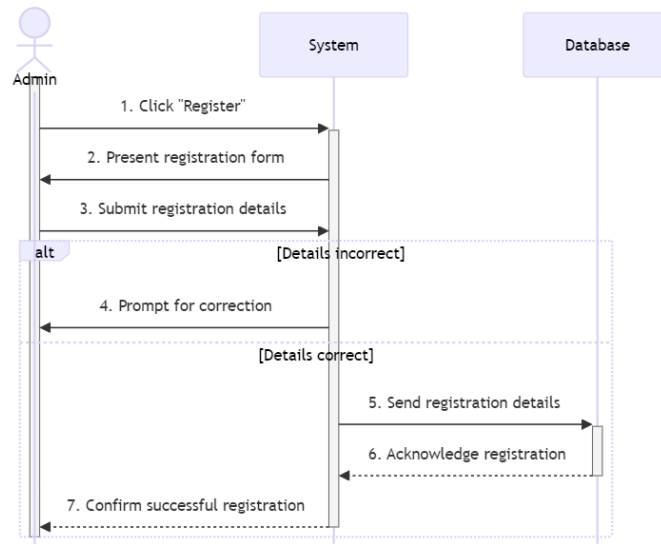 System
Database
Admin
1. Click "Register"
2. Present registration form
3. Submit registration details
alt
[Details incorrect]
4. Prompt for correction
[Details correct]
5. Send registration details
6. Acknowledge registration
7. Confirm successful registration